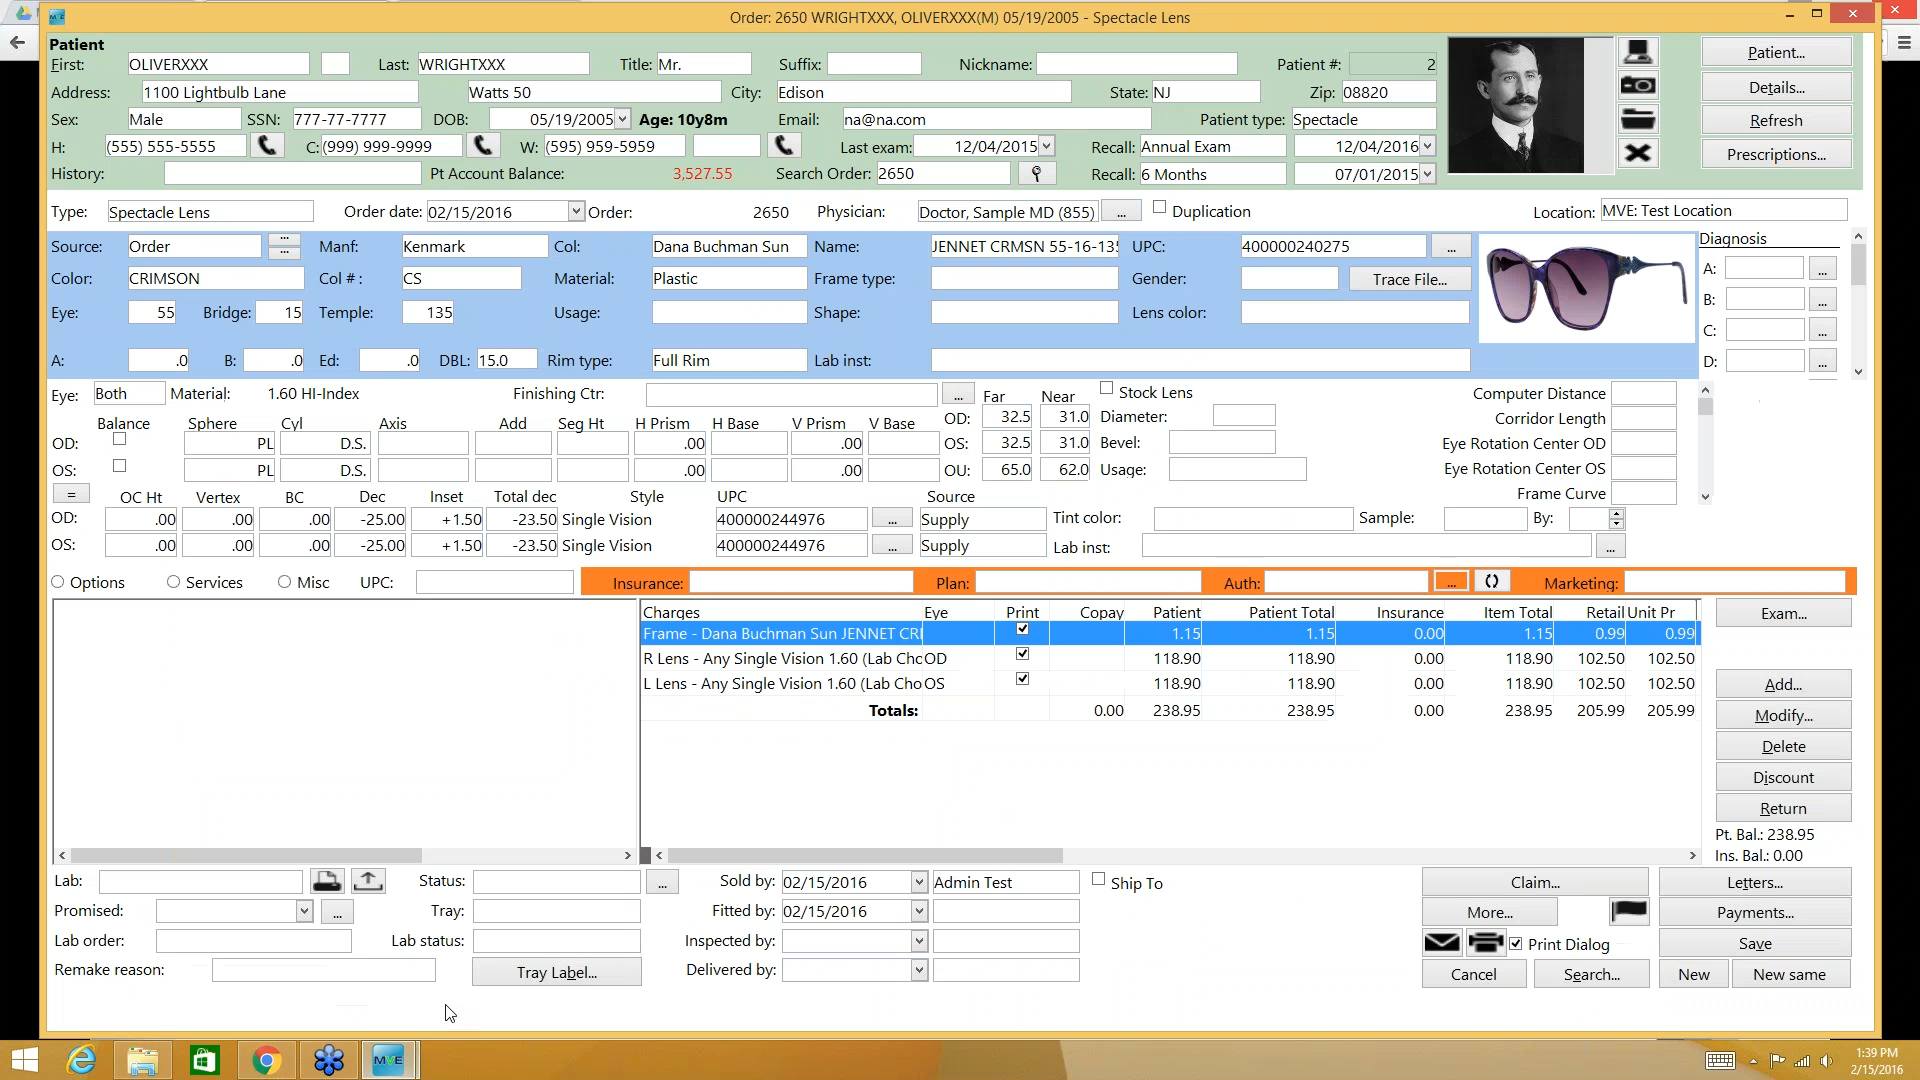 Order: 2650 WRIGHTXXX, OLIVERXXX(M) 05/19/2005 - Spectacle Lens
Patient
First: OLIVERXXX Last: WRIGHTXXX Title: Mr. Suffix: Nickname: Patient #: 2 Patient...
Address: 1100 Lightbulb Lane Watts 50 City: Edison State: NJ Zip: 08820 Details...
Sex: Male SSN: 777-77-7777 DOB: 05/19/2005 Age: 10y8m Email: na@na.com Patient type: Spectacle Refresh
H: (555) 555-5555 C: (999) 999-9999 W: (595) 959-5959 Last exam: 12/04/2015 Recall: Annual Exam 12/04/2016 Prescriptions...
History: Pt Account Balance: 3,527.55 Search Order: 2650 Recall: 6 Months 07/01/2015
Type: Spectacle Lens Order date: 02/15/2016 Order: 2650 Physician: Doctor, Sample MD (855) ... Duplication Location: MVE: Test Location
Source: Order ... ... Manf: Kenmark Col: Dana Buchman Sun Name: JENNET CRMSN 55-16-135 UPC: 400000240275 ... Diagnosis
Color: CRIMSON Col # : CS Material: Plastic Frame type: Gender: Trace File... A: ...
Eye: 55 Bridge: 15 Temple: 135 Usage: Shape: Lens color: B: ...
C: ...
A: .0 B: .0 Ed: .0 DBL: 15.0 Rim type: Full Rim Lab inst: D: ...
Eye: Both Material: 1.60 HI-Index Finishing Ctr: ... Far Near Stock Lens Computer Distance
Balance Sphere Cyl Axis Add Seg Ht H Prism H Base V Prism V Base OD: 32.5 31.0 Diameter: Corridor Length
OD: PL D.S. .00 .00 OS: 32.5 31.0 Bevel: Eye Rotation Center OD
OS: PL D.S. .00 .00 OU: 65.0 62.0 Usage: Eye Rotation Center OS
= OC Ht Vertex BC Dec Inset Total dec Style UPC Source Frame Curve
OD: .00 .00 .00 -25.00 +1.50 -23.50 Single Vision 400000244976 ... Supply Tint color: Sample: By:
OS: .00 .00 .00 -25.00 +1.50 -23.50 Single Vision 400000244976 ... Supply Lab inst: ...
Options Services Misc UPC: Insurance: Plan: Auth: ... Marketing:
Charges Eye Print Copay Patient Patient Total Insurance Item Total Retail Unit Pr Exam...
Frame - Dana Buchman Sun JENNET CRI 1.15 1.15 0.00 1.15 0.99 0.99
R Lens - Any Single Vision 1.60 (Lab Cho OD 118.90 118.90 0.00 118.90 102.50 102.50
L Lens - Any Single Vision 1.60 (Lab Cho OS 118.90 118.90 0.00 118.90 102.50 102.50 Add...
Totals: 0.00 238.95 238.95 0.00 238.95 205.99 205.99 Modify...
Delete
Discount
Return
Pt. Bal.: 238.95
Ins. Bal.: 0.00
Lab: Status: ... Sold by: 02/15/2016 Admin Test Ship To Claim... Letters...
Promised: ... Tray: Fitted by: 02/15/2016 More... Payments...
Lab order: Lab status: Inspected by: Print Dialog Save
Remake reason: Tray Label... Delivered by: Cancel Search... New New same
MVE 1:39 PM
2/15/2016